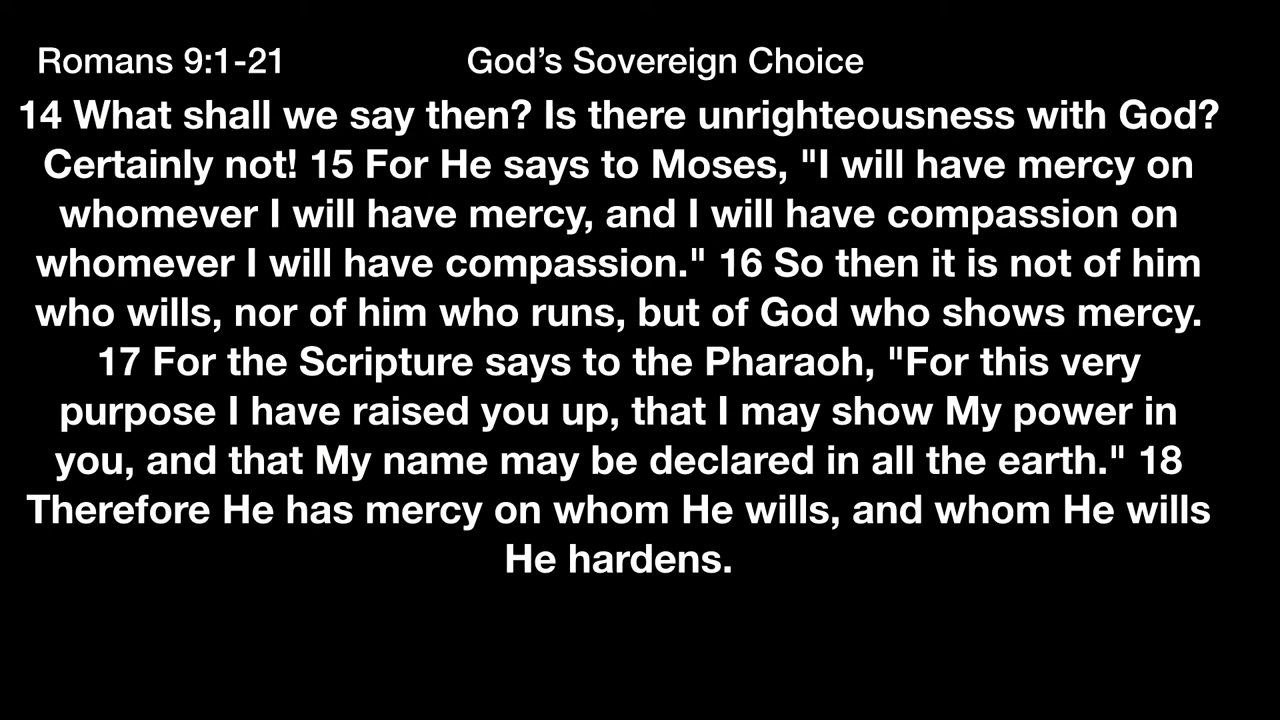 Romans 9:1-21 God’s Sovereign Choice
14 What shall we say then? Is there unrighteousness with God?
Certainly not! 15 For He says to Moses, "I will have mercy on
whomever I will have mercy, and I will have compassion on
whomever I will have compassion." 16 So then it is not of him
who wills, nor of him who runs, but of God who shows mercy.
17 For the Scripture says to the Pharaoh, "For this very
purpose I have raised you up, that I may show My power in
you, and that My name may be declared in all the earth." 18
Therefore He has mercy on whom He wills, and whom He wills
He hardens.